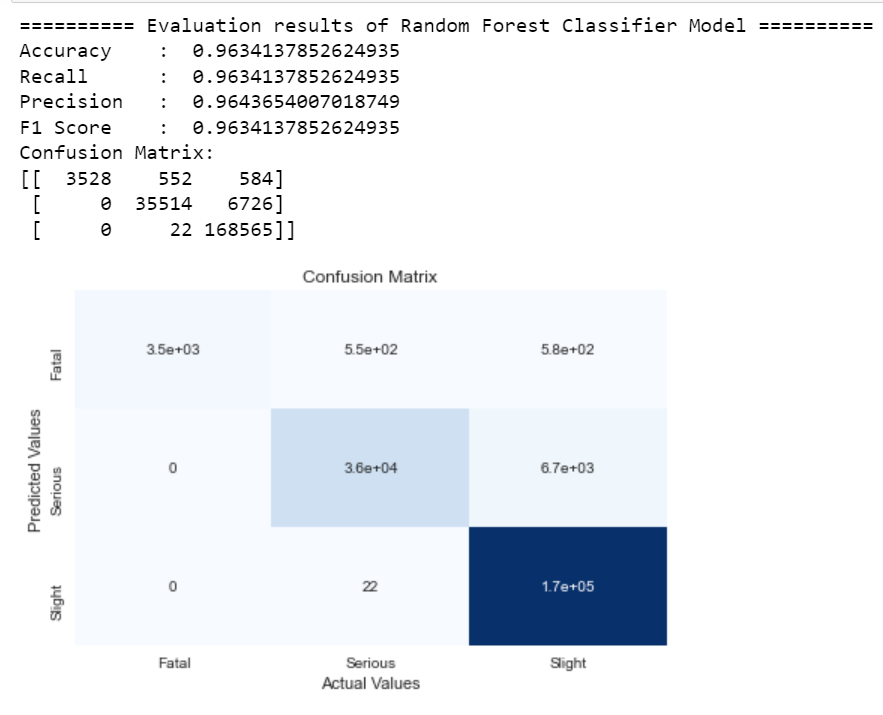 ========== Evaluation results of Random Forest Classifier Model ==========
Accuracy    :  0.9634137852624935
Recall      :  0.9634137852624935
Precision   :  0.9643654007018749
F1 Score    :  0.9634137852624935
Confusion Matrix:
[[  3528    552    584]
 [     0  35514   6726]
 [     0     22 168565]]
Confusion Matrix
Predicted Values
Fatal 3.5e+03 5.5e+02 5.8e+02
Serious 0 3.6e+04 6.7e+03
Slight 0 22 1.7e+05
Fatal Serious Slight
Actual Values